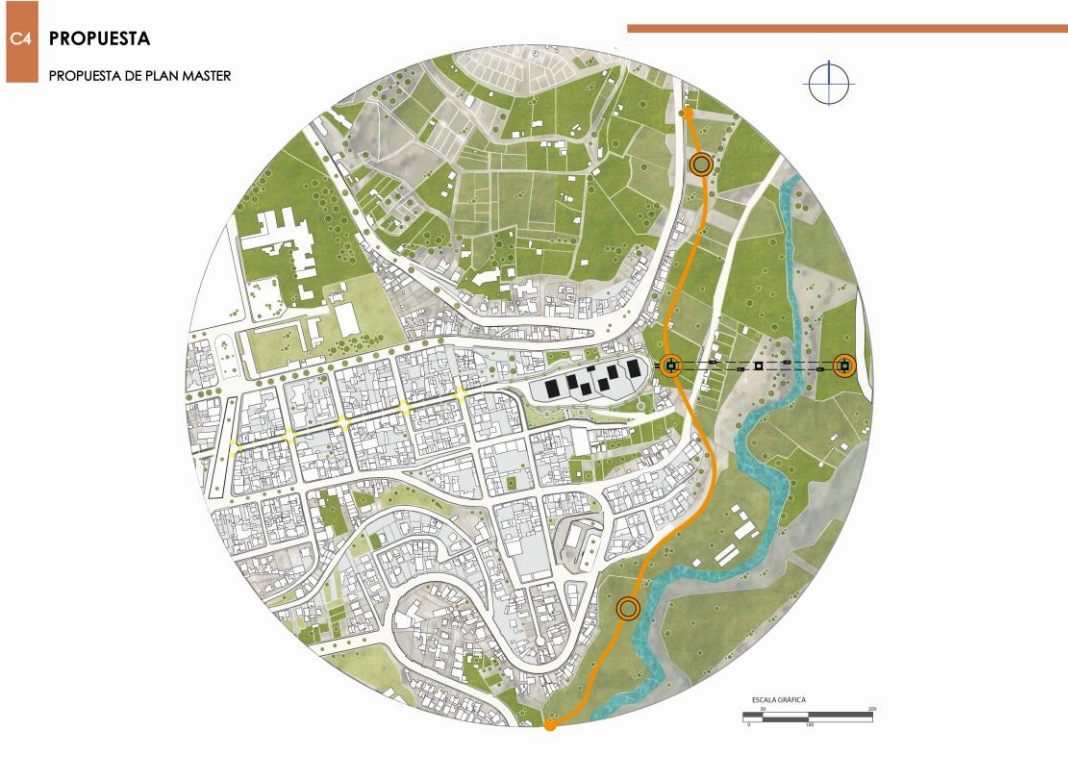 C4 PROPUESTA
PROPUESTA DE PLAN MASTER
ESCALA GRÁFICA
20 200
0 100